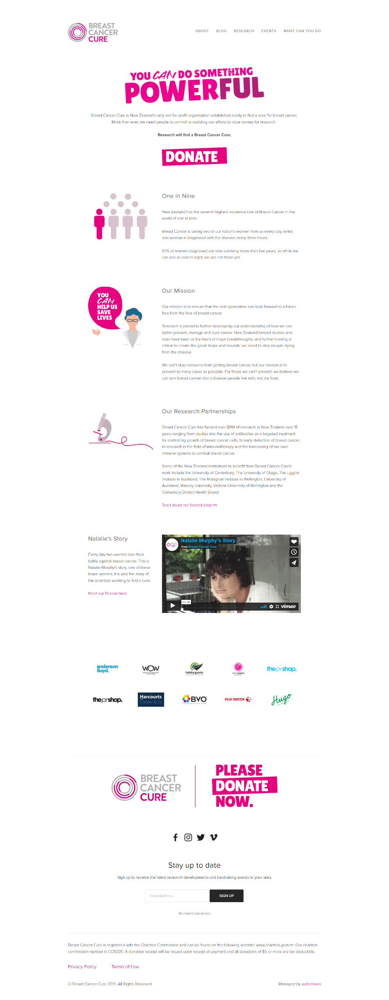 BREAST
CANCER
CURE
ABOUT BLOG RESEARCH EVENTS WHAT CAN YOU DO
YOU CAN DO SOMETHING
POWERFUL
Breast Cancer Cure is New Zealand's only not-for-profit organisation established solely to find a cure for breast cancer.
More than ever, we need people to commit to assisting our efforts to raise money for research.
Research will find a Breast Cancer Cure.
DONATE
One in Nine
New Zealand has the seventh highest incidence rate of Breast Cancer in the
world of one in nine.
Breast Cancer is taking two of our nation's women from us every day, whilst
one woman is diagnosed with the disease every three hours.
87% of women diagnosed are now surviving more than five years, so while we
can see an end in sight, we are not there yet.
YOU
CAN
HELP US
SAVE
LIVES
Our Mission
Our mission is to ensure that the next generation can look forward to a future
free from the fear of breast cancer.
Research is pivotal to further developing our understanding of how we can
better prevent, manage and cure cancer. New Zealand-funded studies and
trials have been at the heart of major breakthroughs, and further funding is
critical to create the great 'leaps and bounds' we need to stop people dying
from the disease.
We can't stop everyone from getting breast cancer, but our mission is to
prevent as many cases as possible. For those we can't prevent, we believe we
can turn breast cancer into a disease people live with, not die from.
Our Research Partnerships
Breast Cancer Cure has funded over $11M of research in New Zealand over 15
years ranging from studies into the use of antibodies as a targeted treatment
for controlling growth of breast cancer cells, to early detection of breast cancer,
to research in the field of immunotherapy and the harnessing of our own
immune systems to combat breast cancer.
Some of the New Zealand institutions to benefit from Breast Cancer Cure's
work include the University of Canterbury, The University of Otago, The Liggins
Institute in Auckland, The Malaghan Institute in Wellington, University of
Auckland, Massey University, Victoria University of Wellington and the
Canterbury District Health Board.
Read about our funded projects
Natalie's Story
Every day two women lose their
battle against breast cancer. This is
Natalie Murphy's story, one of these
brave women. It is also the story of
the scientists working to find a cure.
Meet our Researchers
BREAST
CANCER
CURE
Natalie Murphy's Story
from Breast Cancer Cure
03:35
vimeo
anderson
lloyd.
WOW
holidayparks
DAIRY WOMEN'S
NETWORK
theprshop.
theprshop.
Harcourts
Cooper & Co
BVO
FUJI XEROX
Hugo
BREAST
CANCER
CURE
PLEASE
DONATE
NOW.
Stay up to date
Sign up to receive the latest research developments and fundraising events in your area.
Email Address
SIGN UP
We respect your privacy.
Breast Cancer Cure is registered with the Charities Commission and can be found on the following website: www.charities.govt.nz. Our charities
commission number is CC11205. A donation receipt will be issued upon receipt of payment and all donations of $5 or more are tax deductible.
Privacy Policy Terms of Use
© Breast Cancer Cure 2014. All Rights Reserved.
Managed by webchores